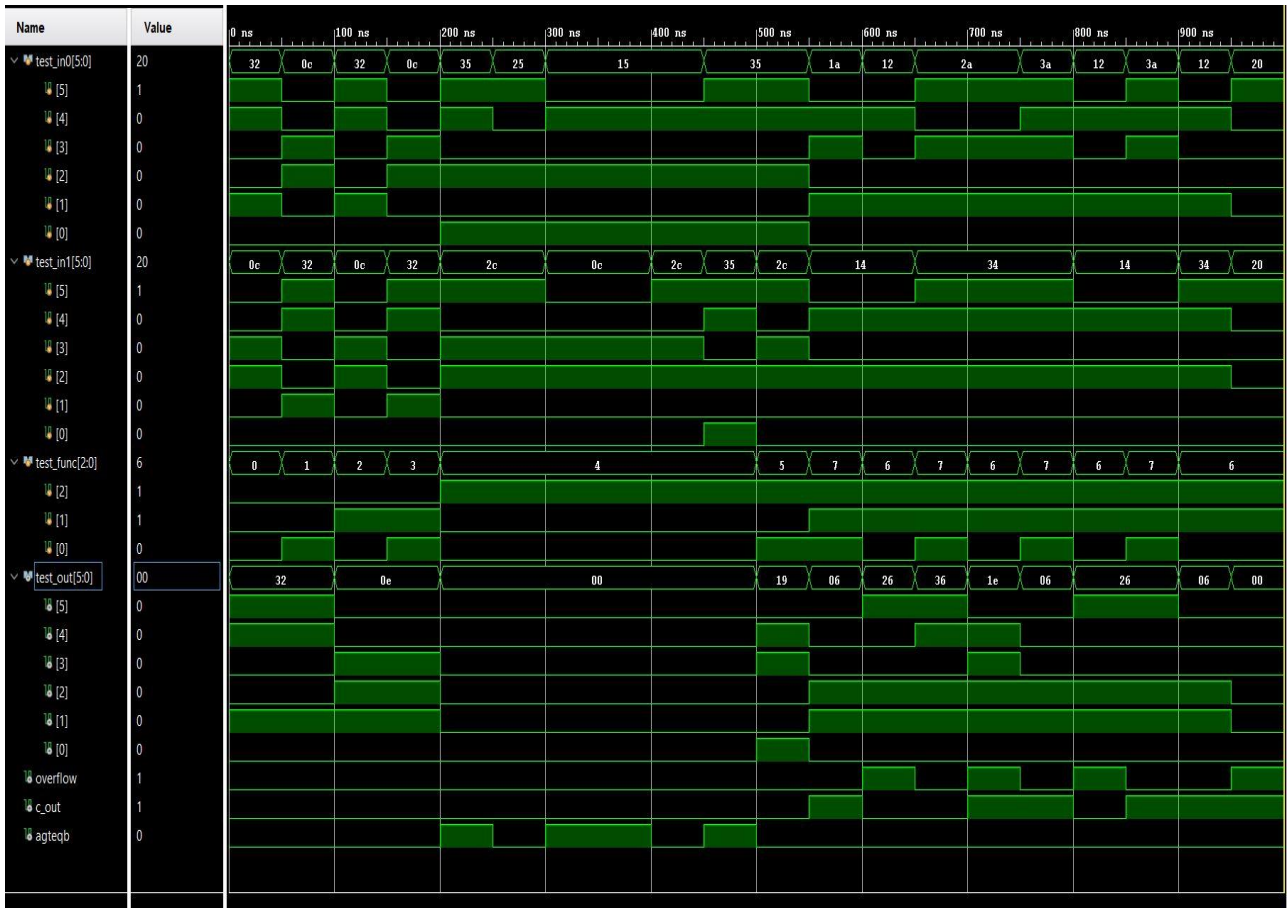 Name Value 0 ns 100 ns 200 ns 300 ns 400 ns 500 ns 600 ns 700 ns 800 ns 900 ns
test_in0[5:0] 20 32 0c 32 0c 35 25 15 35 1a 12 2a 3a 12 3a 12 20
[5] 1
[4] 0
[3] 0
[2] 0
[1] 0
[0] 0
test_in1[5:0] 20 0c 32 0c 32 2c 0c 2c 35 2c 14 34 14 34 20
[5] 1
[4] 0
[3] 0
[2] 0
[1] 0
[0] 0
test_func[2:0] 6 0 1 2 3 4 5 7 6 7 6 7 6 7 6
[2] 1
[1] 1
[0] 0
test_out[5:0] 00 32 0e 00 19 06 26 36 1e 06 26 06 00
[5] 0
[4] 0
[3] 0
[2] 0
[1] 0
[0] 0
overflow 1
c_out 1
agteqb 0